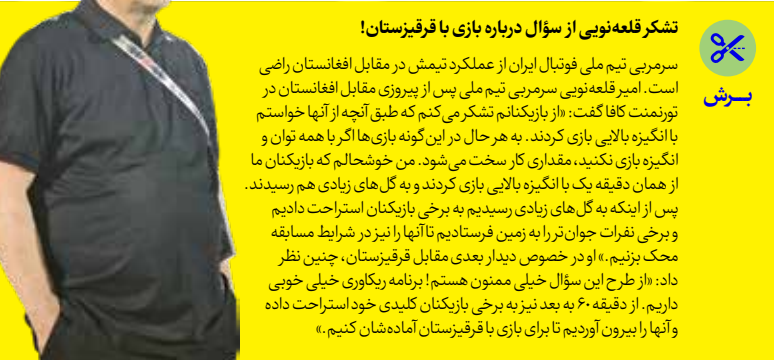 تشکر قلعه‌نویی از سؤال درباره بازی با قرقیزستان!
برش
سرمربی تیم ملی فوتبال ایران از عملکرد تیمش در مقابل افغانستان راضی
است. امیر قلعه‌نویی سرمربی تیم ملی پس از پیروزی مقابل افغانستان در
تورنمنت کافا گفت: «از بازیکنانم تشکر می‌کنم که طبق آنچه از آنها خواستم
با انگیزه بالایی بازی کردند. به هر حال در این‌گونه بازی‌ها اگر با همه توان و
انگیزه بازی نکنید، مقداری کار سخت می‌شود. من خوشحالم که بازیکنان ما
از همان دقیقه یک با انگیزه بالایی بازی کردند و به گل‌های زیادی هم رسیدند.
پس از اینکه به گل‌های زیادی رسیدیم به برخی بازیکنان استراحت دادیم
و برخی نفرات جوان‌تر را به زمین فرستادیم تا آنها را نیز در شرایط مسابقه
محک بزنیم.» او در خصوص دیدار بعدی مقابل قرقیزستان، چنین نظر
داد: «از طرح این سؤال خیلی ممنون هستم! برنامه ریکاوری خیلی خوبی
داریم. از دقیقه ۶۰ به بعد نیز به برخی بازیکنان کلیدی خود استراحت داده
و آنها را بیرون آوردیم تا برای بازی با قرقیزستان آماده‌شان کنیم.»